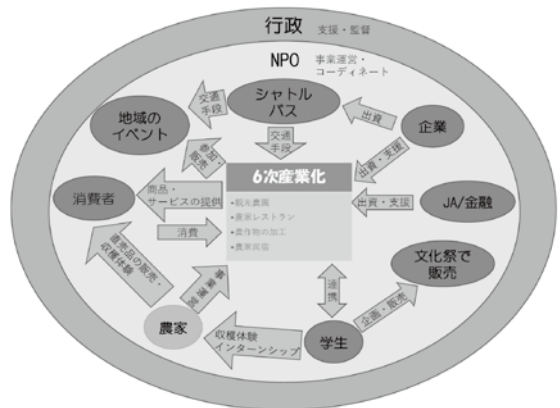 行政 支援・監督
NPO 事業運営・
コーディネート
シャトル
バス
交通
手段
地域の
イベント
出資
企業
交通
手段
参加・
販売
出資・支援
6次産業化
・観光農園
・農家レストラン
・農作物の加工
・農家民宿
消費者
商品・
サービスの提供
出資・支援
JA/金融
消費
文化祭で
販売
直売品の販売・
収穫体験
事業運営
連携
企画・販売
農家
収穫体験
インターンシップ
学生